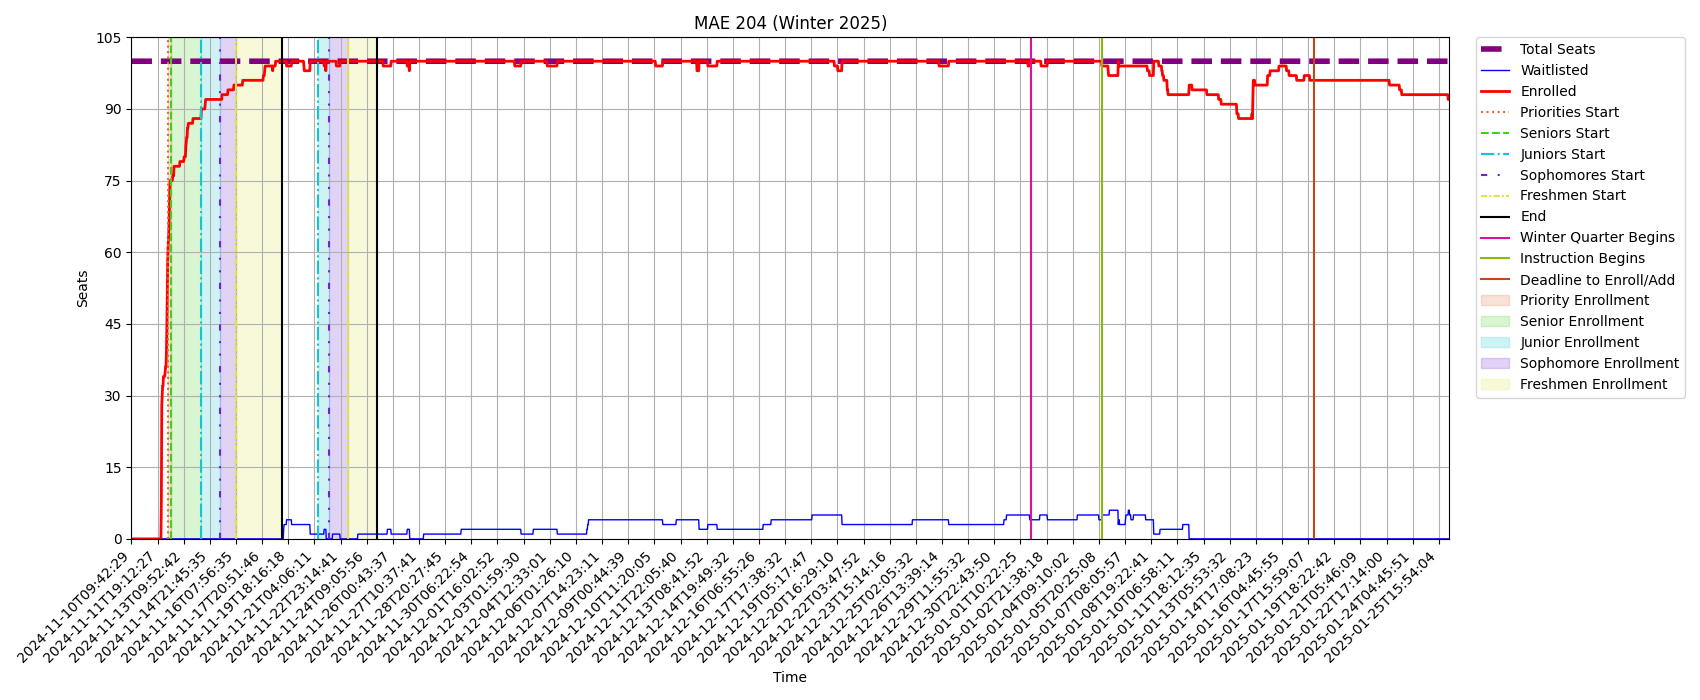 MAE 204 (Winter 2025)
105
90
75
60
45
30
15
0
Seats
2024-11-10T09:42:29
2024-11-11T19:12:27
2024-11-13T09:52:42
2024-11-14T21:45:35
2024-11-16T07:56:35
2024-11-17T20:51:46
2024-11-19T18:16:18
2024-11-21T04:06:11
2024-11-22T23:14:41
2024-11-24T09:05:56
2024-11-26T00:43:37
2024-11-27T10:37:41
2024-11-28T20:27:45
2024-11-30T06:22:54
2024-12-01T16:02:52
2024-12-03T01:59:30
2024-12-04T12:33:01
2024-12-06T01:26:10
2024-12-07T14:23:11
2024-12-09T00:44:39
2024-12-10T11:20:05
2024-12-11T22:05:40
2024-12-13T08:41:52
2024-12-14T19:49:32
2024-12-16T06:55:26
2024-12-17T17:38:32
2024-12-19T05:17:47
2024-12-20T16:29:10
2024-12-22T03:47:52
2024-12-23T15:14:16
2024-12-25T02:05:32
2024-12-26T13:39:14
2024-12-29T11:55:32
2024-12-30T22:43:50
2025-01-01T10:22:25
2025-01-02T21:38:18
2025-01-04T09:10:02
2025-01-05T20:25:08
2025-01-07T08:05:57
2025-01-08T19:22:41
2025-01-10T06:58:11
2025-01-11T18:12:35
2025-01-13T05:53:32
2025-01-14T17:08:23
2025-01-16T04:45:55
2025-01-17T15:59:07
2025-01-19T18:22:42
2025-01-21T05:46:09
2025-01-22T17:14:00
2025-01-24T04:45:51
2025-01-25T15:54:04
Time
Total Seats
Waitlisted
Enrolled
Priorities Start
Seniors Start
Juniors Start
Sophomores Start
Freshmen Start
End
Winter Quarter Begins
Instruction Begins
Deadline to Enroll/Add
Priority Enrollment
Senior Enrollment
Junior Enrollment
Sophomore Enrollment
Freshmen Enrollment